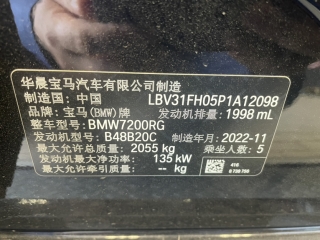 华晨宝马汽车有限公司制造
制造国：中国 LBV31FH05P1A12098
品牌：宝马(BMW)牌 发动机排量：1998 mL
整车型号：BMW7200RG
发动机型号：B48B20C 制造年月：2022-11
最大允许总质量：2055 kg 乘坐人数：5
发动机最大净功率：135 kW
最大允许牵引质量：-- kg